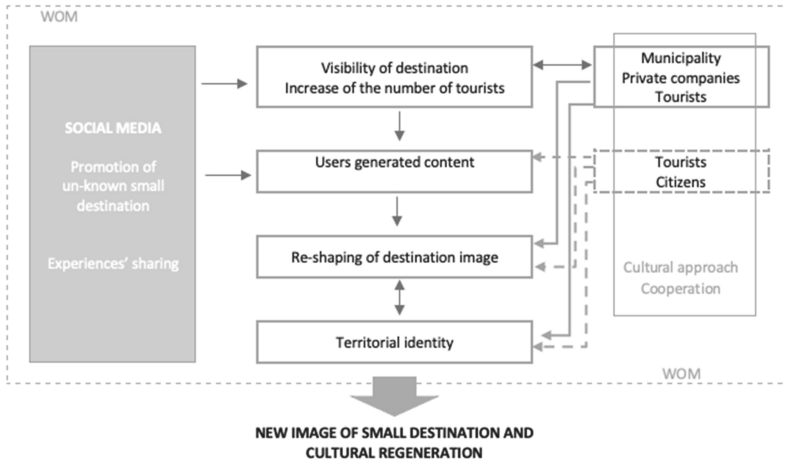 WOM
SOCIAL MEDIA
Promotion of
un-known small
destination
Experiences' sharing
Visibility of destination
Increase of the number of tourists
Users generated content
Re-shaping of destination image
Territorial identity
Municipality
Private companies
Tourists
Tourists
Citizens
Cultural approach
Cooperation
WOM
NEW IMAGE OF SMALL DESTINATION AND
CULTURAL REGENERATION